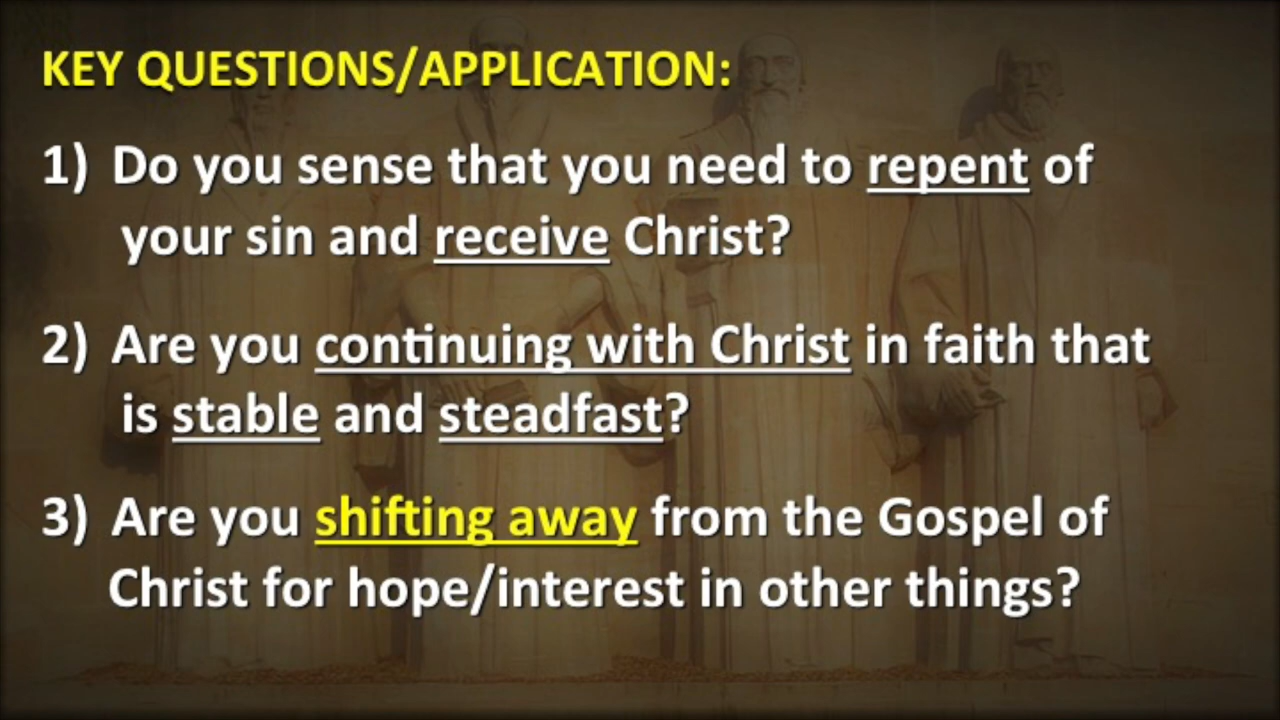 KEY QUESTIONS/APPLICATION:
1) Do you sense that you need to repent of
your sin and receive Christ?
2) Are you continuing with Christ in faith that
is stable and steadfast?
3) Are you shifting away from the Gospel of
Christ for hope/interest in other things?